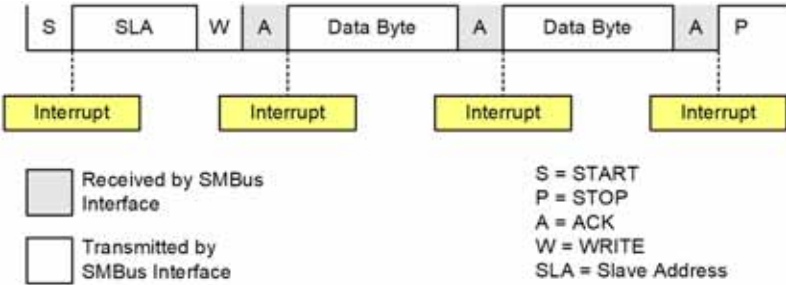 S SLA W A Data Byte A Data Byte A P
Interrupt Interrupt Interrupt Interrupt
Received by SMBus
Interface
Transmitted by
SMBus Interface
S = START
P = STOP
A = ACK
W = WRITE
SLA = Slave Address